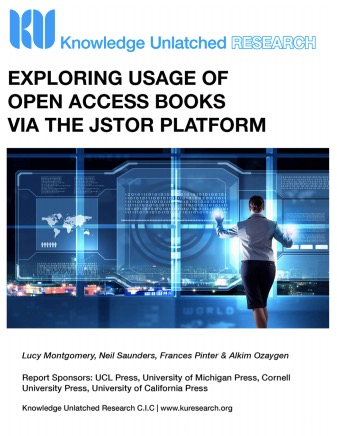 KU Knowledge Unlatched RESEARCH
EXPLORING USAGE OF
OPEN ACCESS BOOKS
VIA THE JSTOR PLATFORM
Lucy Montgomery, Neil Saunders, Frances Pinter & Alkim Ozaygen
Report Sponsors: UCL Press, University of Michigan Press, Cornell
University Press, University of California Press
Knowledge Unlatched Research C.I.C | www.kuresearch.org